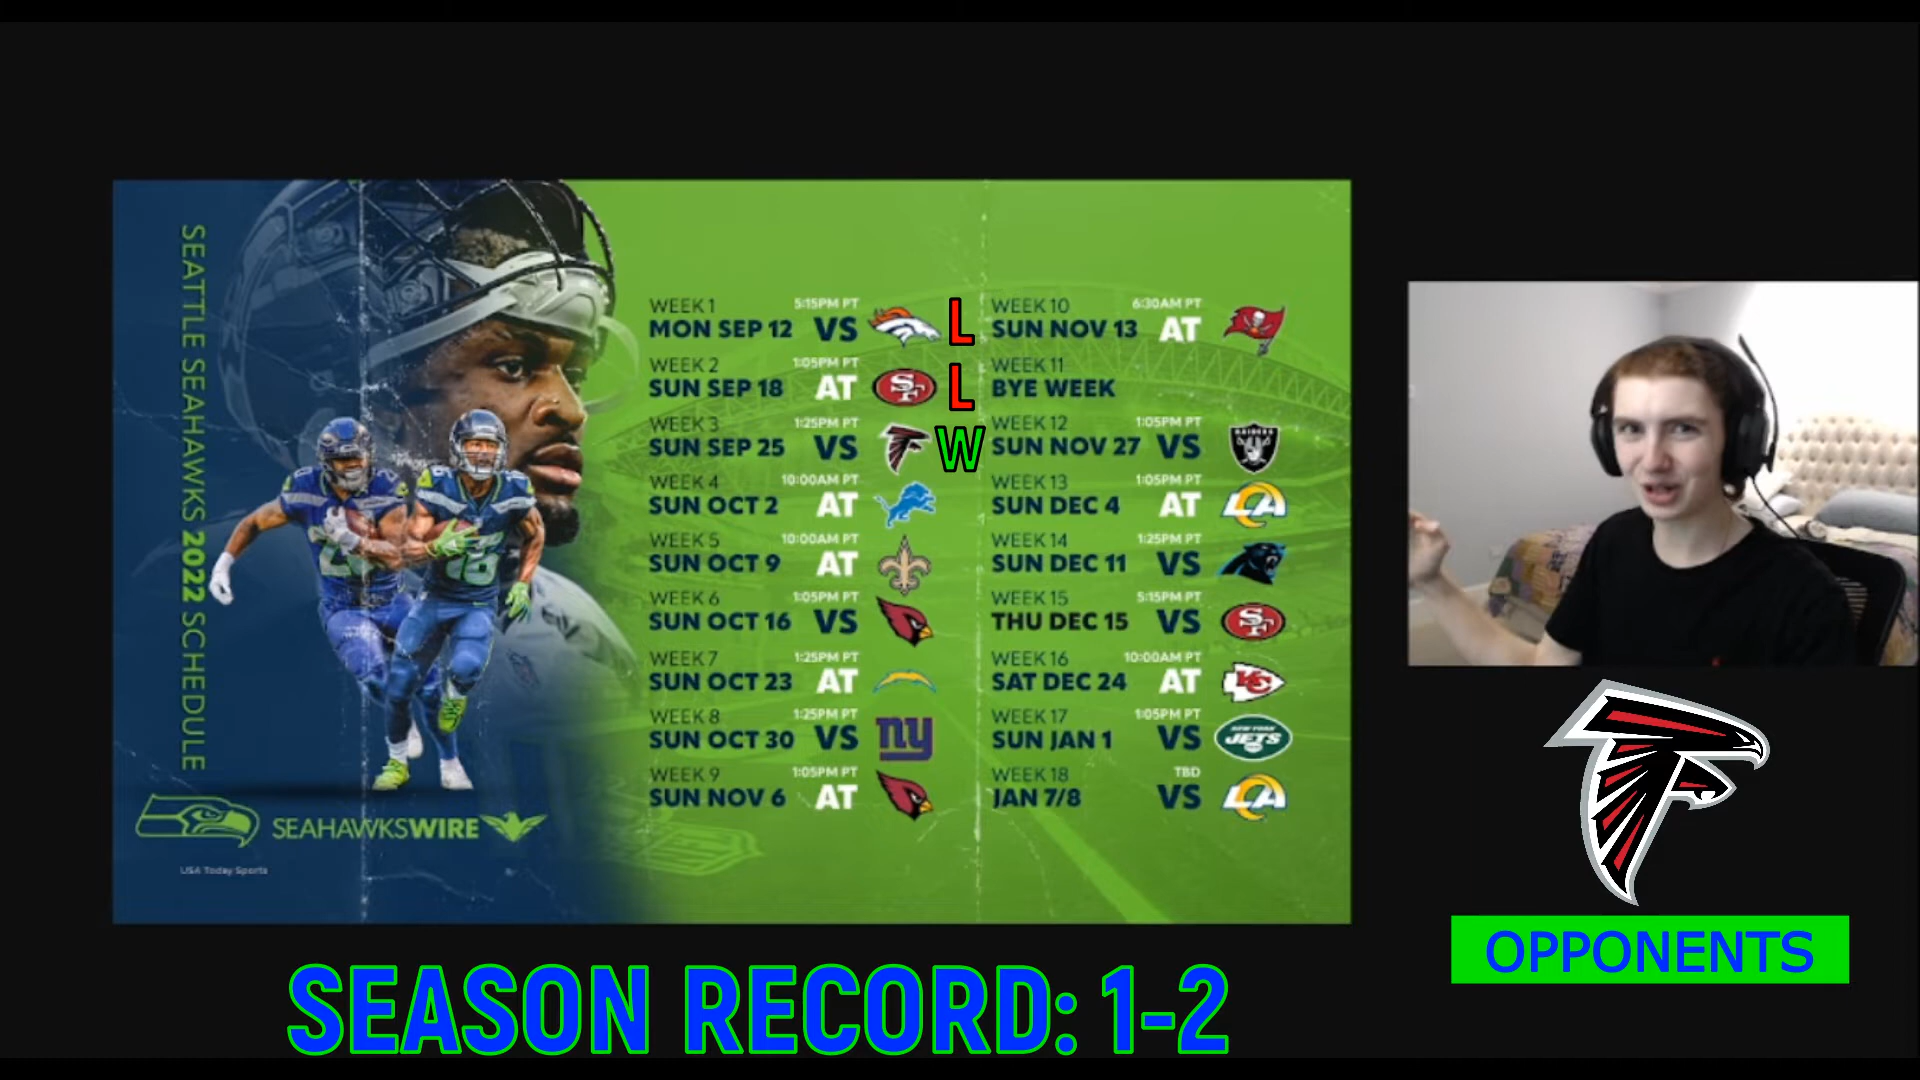 SEATTLE SEAHAWKS 2022 SCHEDULE
WEEK 1 5:15PM PT
MON SEP 12 VS L
WEEK 2 1:05PM PT
SUN SEP 18 AT SF L
WEEK 3 1:25PM PT
SUN SEP 25 VS W
WEEK 4 10:00AM PT
SUN OCT 2 AT
WEEK 5 10:00AM PT
SUN OCT 9 AT
WEEK 6 1:05PM PT
SUN OCT 16 VS
WEEK 7 1:25PM PT
SUN OCT 23 AT
WEEK 8 1:25PM PT
SUN OCT 30 VS ny
WEEK 9 1:05PM PT
SUN NOV 6 AT
WEEK 10 6:30AM PT
SUN NOV 13 AT
WEEK 11
BYE WEEK
WEEK 12 1:05PM PT
SUN NOV 27 VS RAIDERS
WEEK 13 1:05PM PT
SUN DEC 4 AT LA
WEEK 14 1:25PM PT
SUN DEC 11 VS
WEEK 15 5:15PM PT
THU DEC 15 VS SF
WEEK 16 10:00AM PT
SAT DEC 24 AT KC
WEEK 17 1:05PM PT
SUN JAN 1 VS NEW YORK JETS
WEEK 18 TBD
JAN 7/8 VS LA
SEAHAWKSWIRE
USA Today Sports
OPPONENTS
SEASON RECORD: 1-2